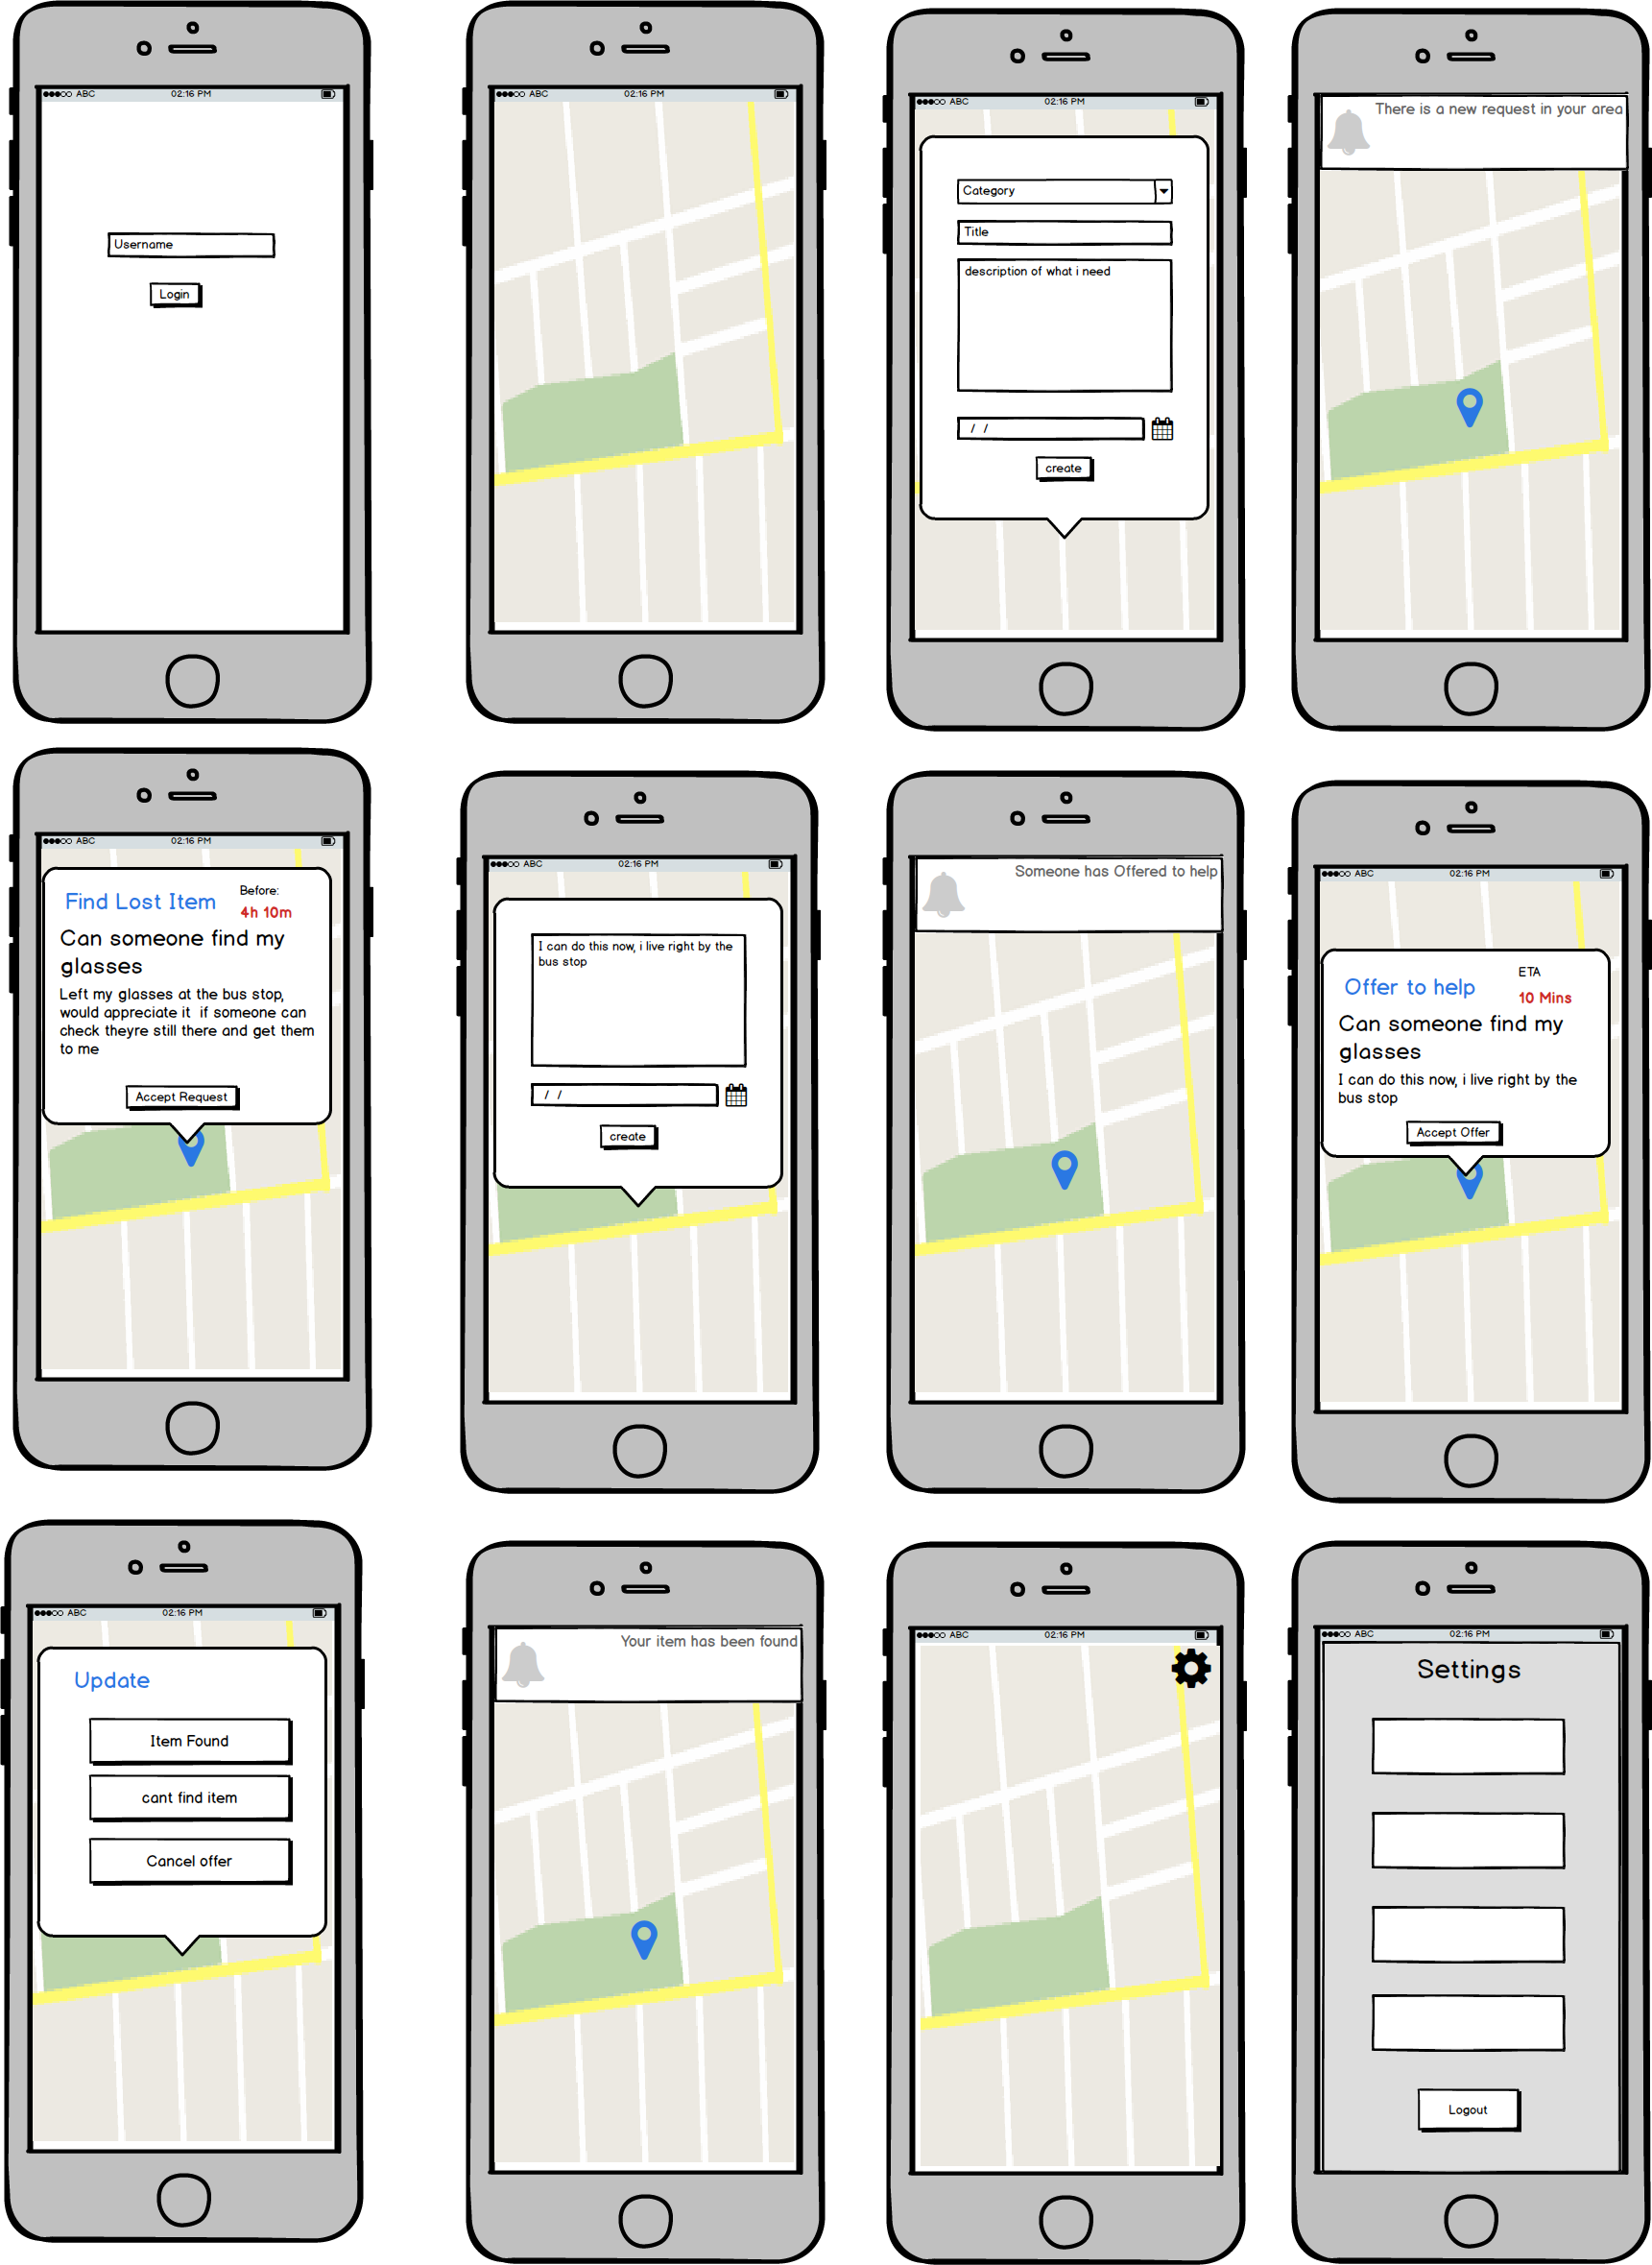 ABC 02:16 PM
Username
Login
ABC 02:16 PM
ABC 02:16 PM
Category
Title
description of what i need
/ /
create
There is a new request in your area
ABC 02:16 PM
Find Lost Item
Before:
4h 10m
Can someone find my
glasses
Left my glasses at the bus stop,
would appreciate it if someone can
check theyre still there and get them
to me
Accept Request
ABC 02:16 PM
I can do this now, i live right by the
bus stop
/ /
create
Someone has Offered to help
ABC 02:16 PM
Offer to help
ETA
10 Mins
Can someone find my
glasses
I can do this now, i live right by the
bus stop
Accept Offer
ABC 02:16 PM
Update
Item Found
cant find item
Cancel offer
Your item has been found
ABC 02:16 PM
ABC 02:16 PM
Settings
Logout